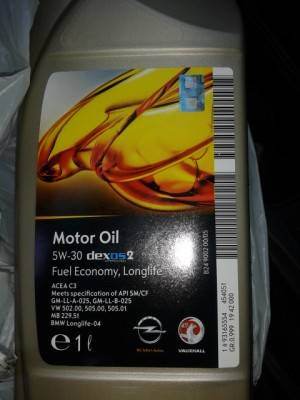 Motor Oil
5W-30 dexos2
Fuel Economy, Longlife
ACEA C3
Meets specification of API SM/CF
GM-LL-A-025, GM-LL-B-025
VW 502.00, 505.00, 505.01
MB 229.51
BMW Longlife-04
e 1 l
OPEL
VAUXHALL